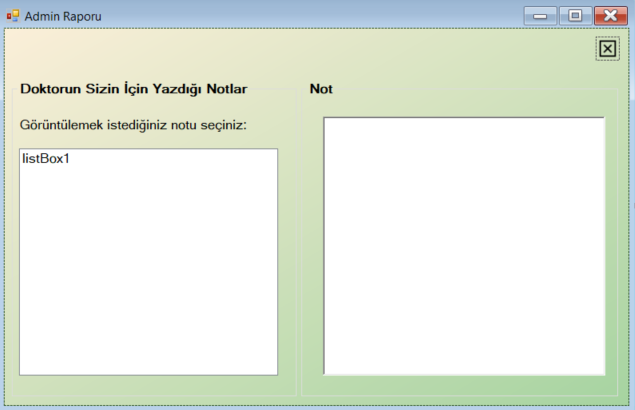 Admin Raporu
Doktorun Sizin İçin Yazdığı Notlar
Görüntülemek istediğiniz notu seçiniz:
listBox1
Not